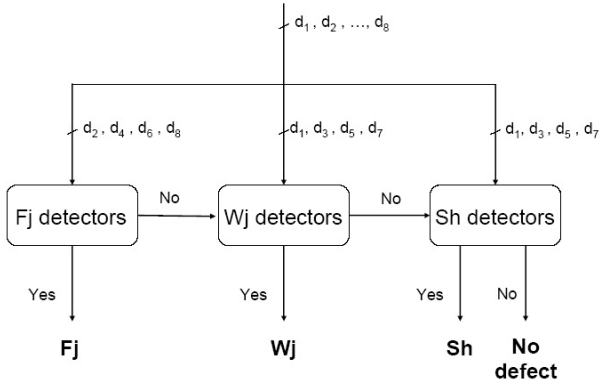 d₁ , d₂ , ..., d₈
d₂ , d₄ , d₆ , d₈
d₁, d₃ , d₅ , d₇
d₁, d₃ , d₅ , d₇
Fj detectors
No
Wj detectors
No
Sh detectors
Yes
Yes
Yes
No
Fj
Wj
Sh
No
defect